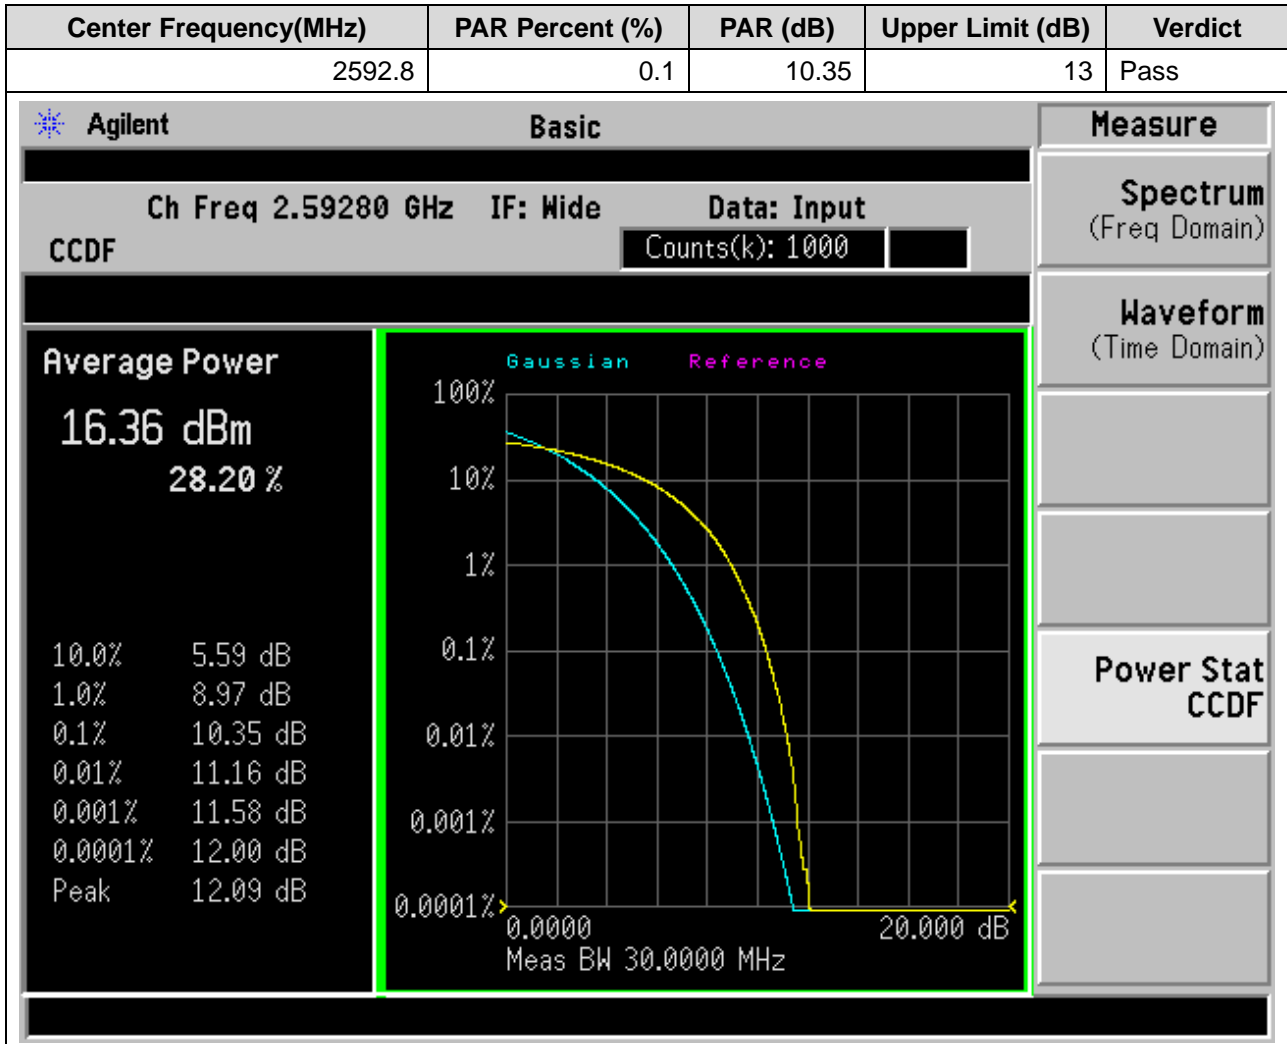 Center Frequency(MHz) PAR Percent (%) PAR (dB) Upper Limit (dB) Verdict
2592.8 0.1 10.35 13 Pass
Agilent Basic Measure
Ch Freq 2.59280 GHz IF: Wide Data: Input
CCDF Counts(k): 1000
Spectrum
(Freq Domain)
Waveform
(Time Domain)
Power Stat
CCDF
Average Power
16.36 dBm
28.20 %
10.0% 5.59 dB
1.0% 8.97 dB
0.1% 10.35 dB
0.01% 11.16 dB
0.001% 11.58 dB
0.0001% 12.00 dB
Peak 12.09 dB
Gaussian Reference
100%
10%
1%
0.1%
0.01%
0.001%
0.0001%
0.0000 20.000 dB
Meas BW 30.0000 MHz